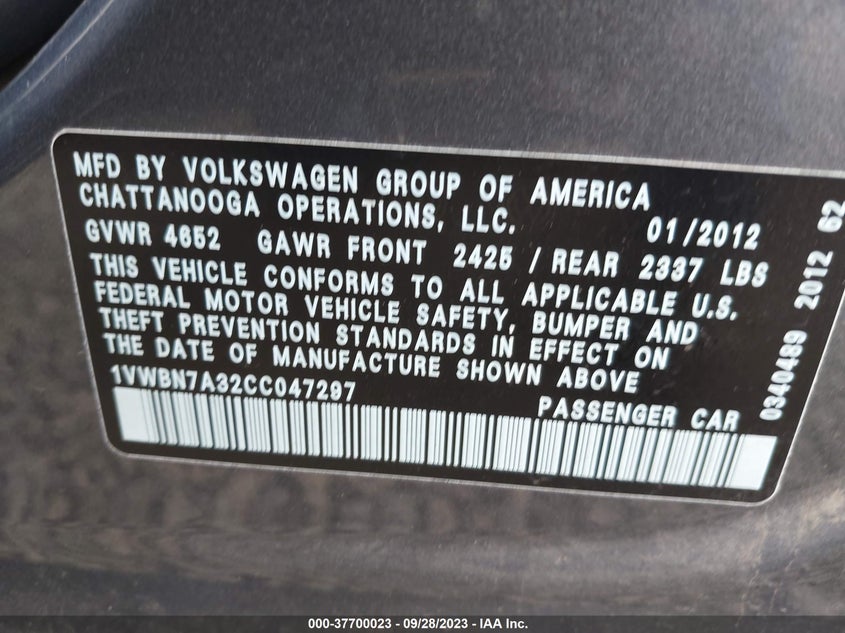 MFD BY VOLKSWAGEN GROUP OF AMERICA
CHATTANOOGA OPERATIONS, LLC. 01/2012
GVWR 4652 GAWR FRONT 2425 / REAR 2337 LBS
THIS VEHICLE CONFORMS TO ALL APPLICABLE U.S.
FEDERAL MOTOR VEHICLE SAFETY, BUMPER AND
THEFT PREVENTION STANDARDS IN EFFECT ON
THE DATE OF MANUFACTURE SHOWN ABOVE
1VWBN7A32CC047297 PASSENGER CAR
0340489 2012 62
000-37700023 - 09/28/2023 - IAA Inc.